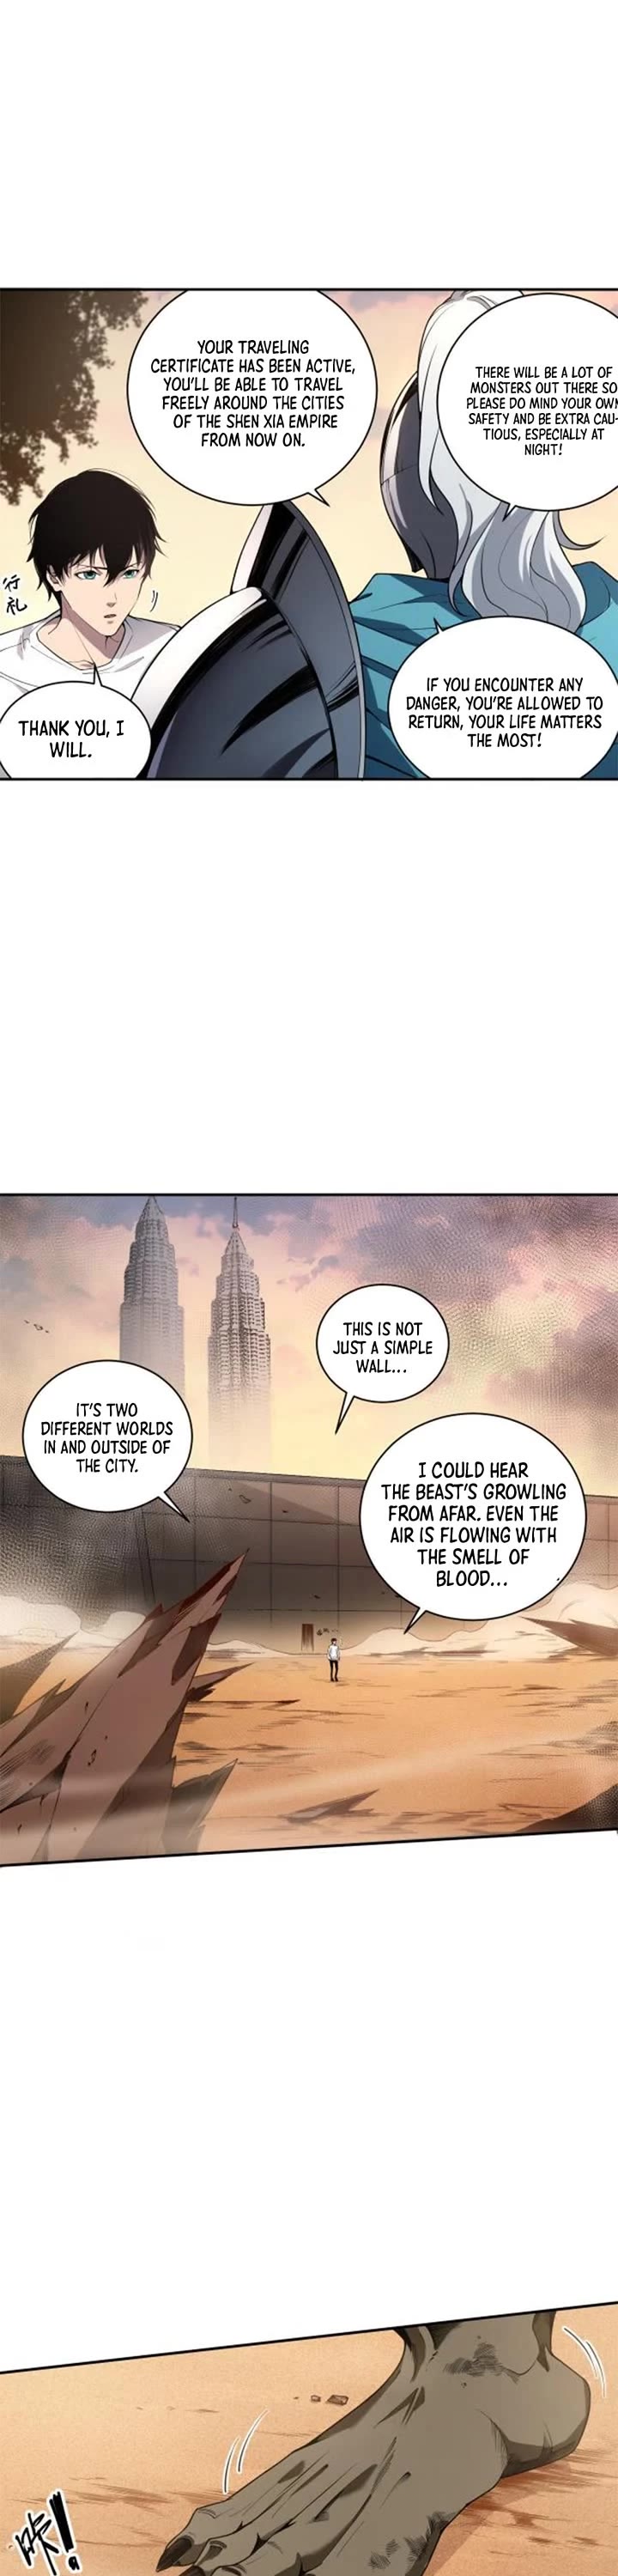 YOUR TRAVELING
CERTIFICATE HAS BEEN ACTIVE,
YOU'LL BE ABLE TO TRAVEL
FREELY AROUND THE CITIES
OF THE SHEN XIA EMPIRE
FROM NOW ON.
THERE WILL BE A LOT OF
MONSTERS OUT THERE SO
PLEASE DO MIND YOUR OWN
SAFETY AND BE EXTRA CAU-
TIOUS, ESPECIALLY AT
NIGHT!
行礼
IF YOU ENCOUNTER ANY
DANGER, YOU'RE ALLOWED TO
RETURN, YOUR LIFE MATTERS
THE MOST!
THANK YOU, I
WILL.
THIS IS NOT
JUST A SIMPLE
WALL...
IT'S TWO
DIFFERENT WORLDS
IN AND OUTSIDE OF
THE CITY.
I COULD HEAR
THE BEAST'S GROWLING
FROM AFAR. EVEN THE
AIR IS FLOWING WITH
THE SMELL OF
BLOOD...
咔!